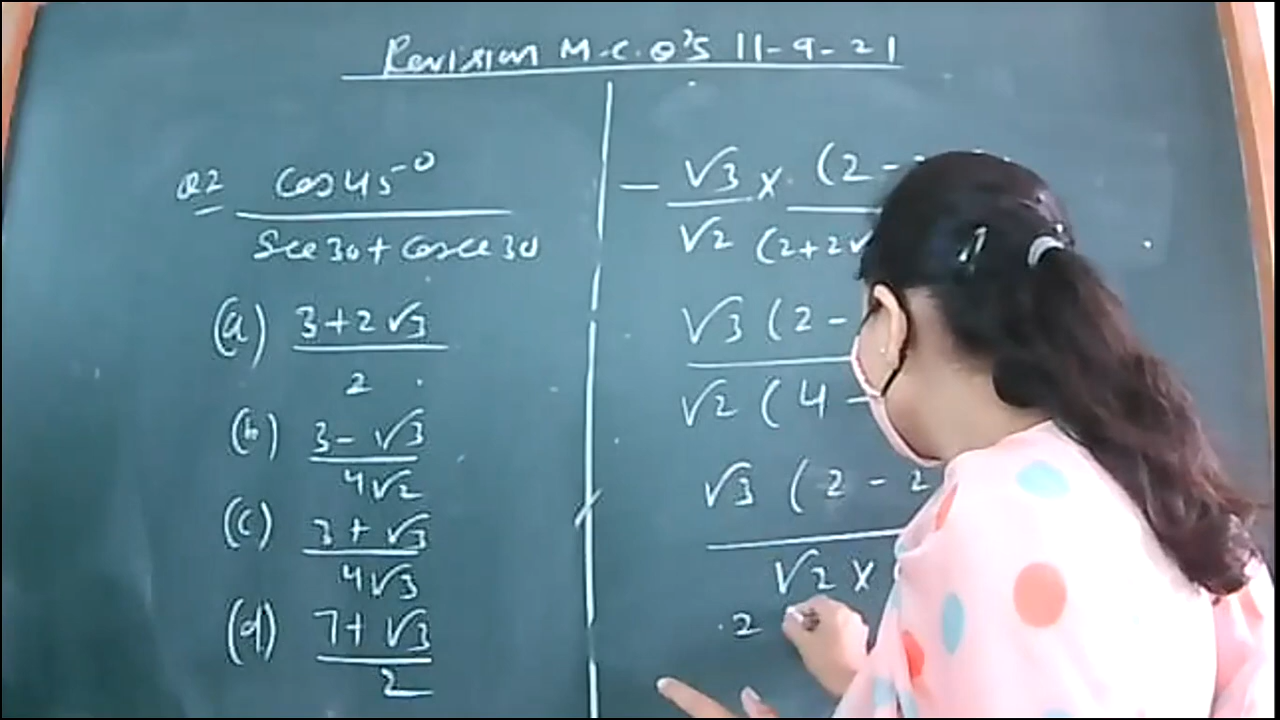 Revision M.C.Q's 11-9-21
Q2 Cos45°
Sec30+Cosec30
(a) 3+2√3
2
(b) 3-√3
4√2
(c) 3+√3
4√3
(d) 7+√3
2
√3 × (2-
√2 (2+2√
√3(2-
√2(4-
√3(2-2
√2×
2